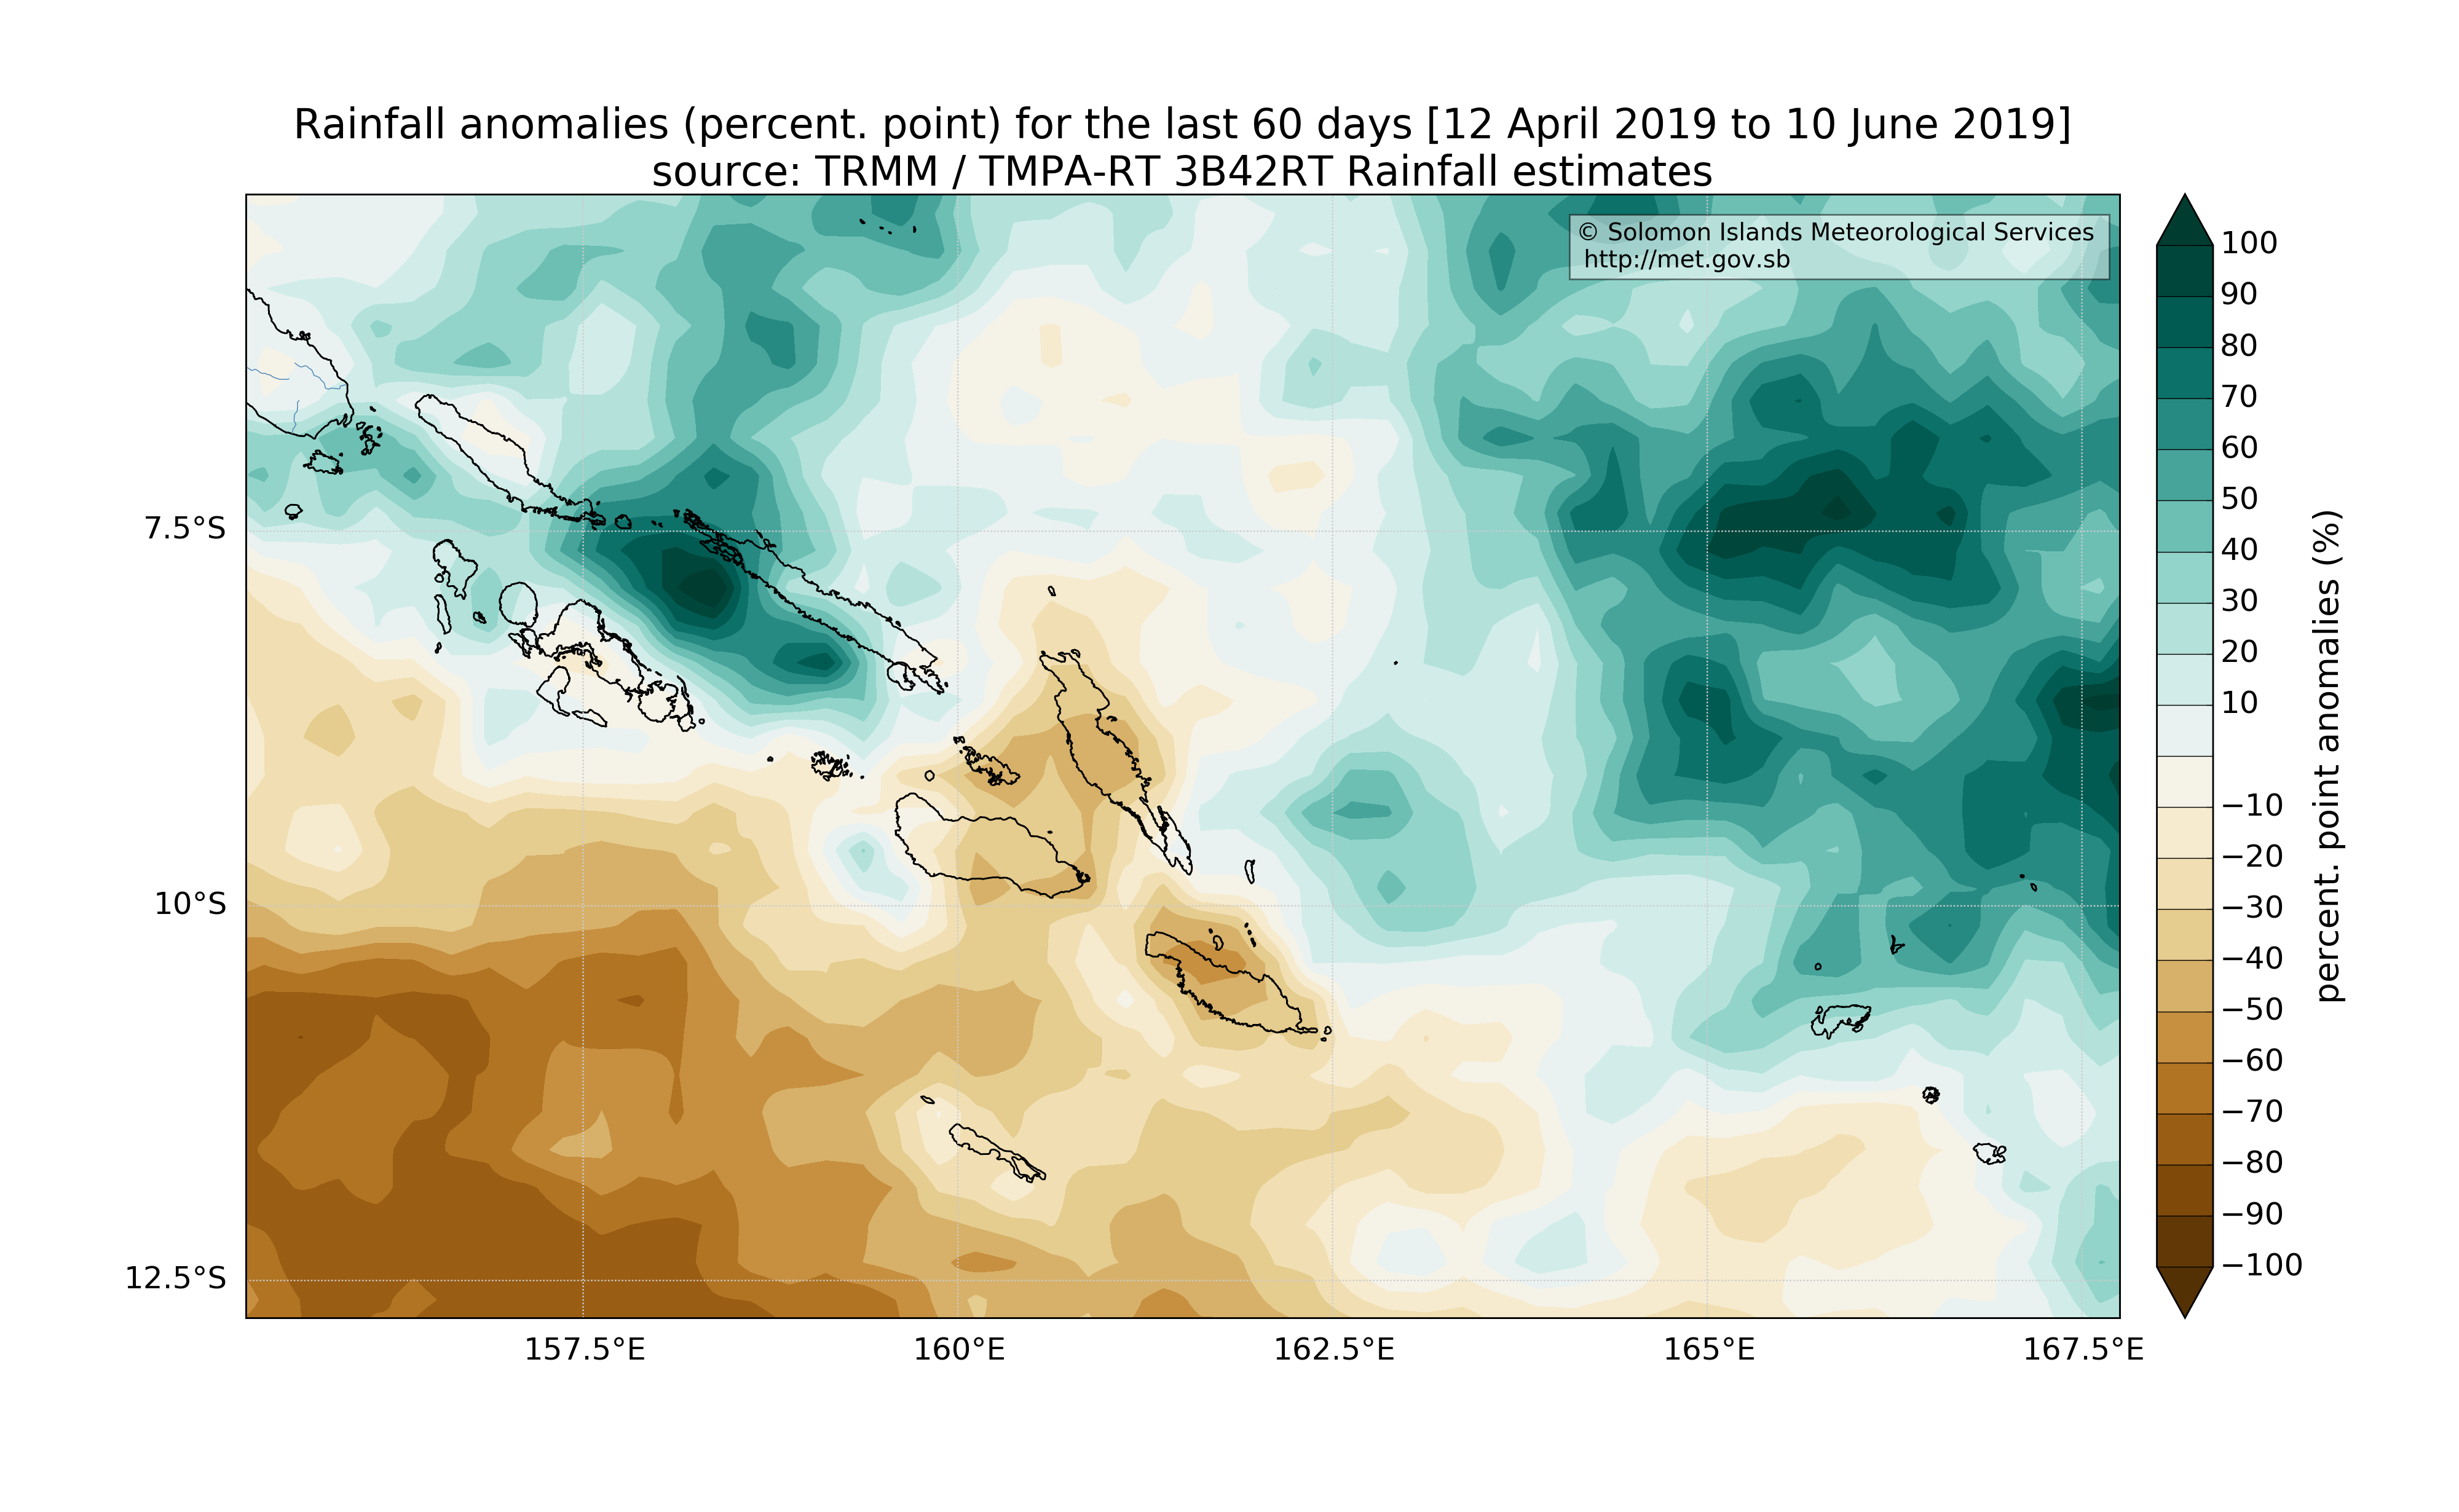 Rainfall anomalies (percent. point) for the last 60 days [12 April 2019 to 10 June 2019]
source: TRMM / TMPA-RT 3B42RT Rainfall estimates
© Solomon Islands Meteorological Services
http://met.gov.sb
7.5°S
10°S
12.5°S
157.5°E
160°E
162.5°E
165°E
167.5°E
100
90
80
70
60
50
40
30
20
10
−10
−20
−30
−40
−50
−60
−70
−80
−90
−100
percent. point anomalies (%)